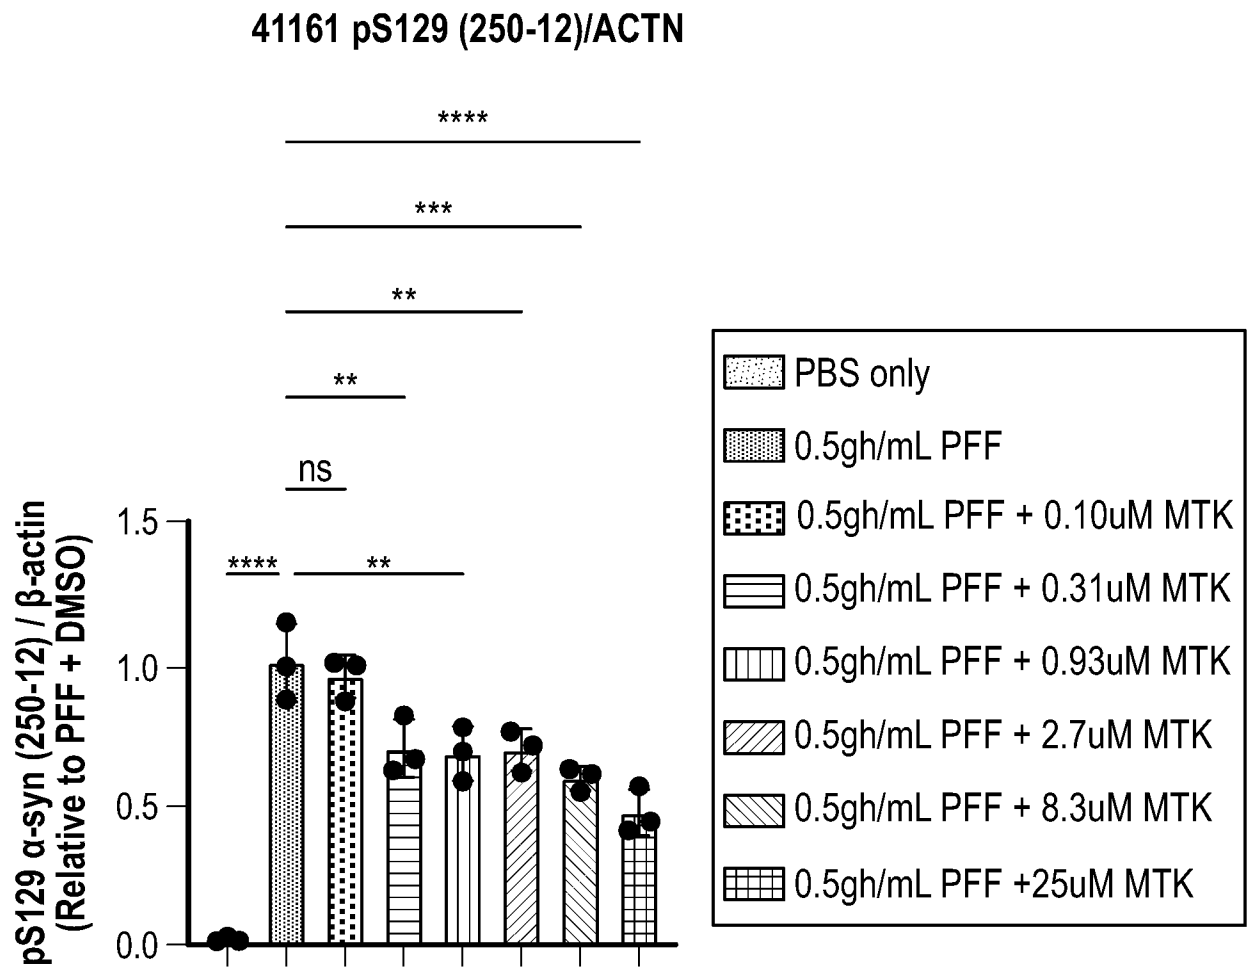 41161 pS129 (250-12)/ACTN
****
***
**
**
ns
**** **
pS129 α-syn (250-12) / β-actin
(Relative to PFF + DMSO)
1.5
1.0
0.5
0.0
PBS only
0.5gh/mL PFF
0.5gh/mL PFF + 0.10uM MTK
0.5gh/mL PFF + 0.31uM MTK
0.5gh/mL PFF + 0.93uM MTK
0.5gh/mL PFF + 2.7uM MTK
0.5gh/mL PFF + 8.3uM MTK
0.5gh/mL PFF +25uM MTK